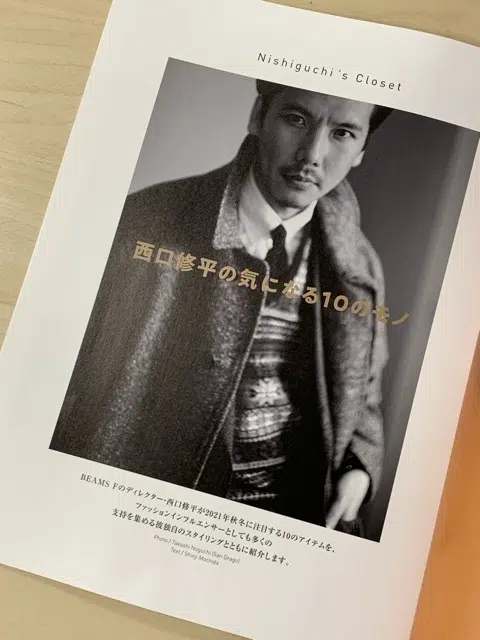 Nishiguchi's Closet
西口修平の気になる10のモノ
BEAMS Fのディレクター・西口修平が2021年秋冬に注目する10のアイテムを、
ファッションインフルエンサーとしても多くの
支持を集める彼独自のスタイリングとともに紹介します。
Photo / Takashi Noguchi (San Drago)
Text / Shinji Mochida